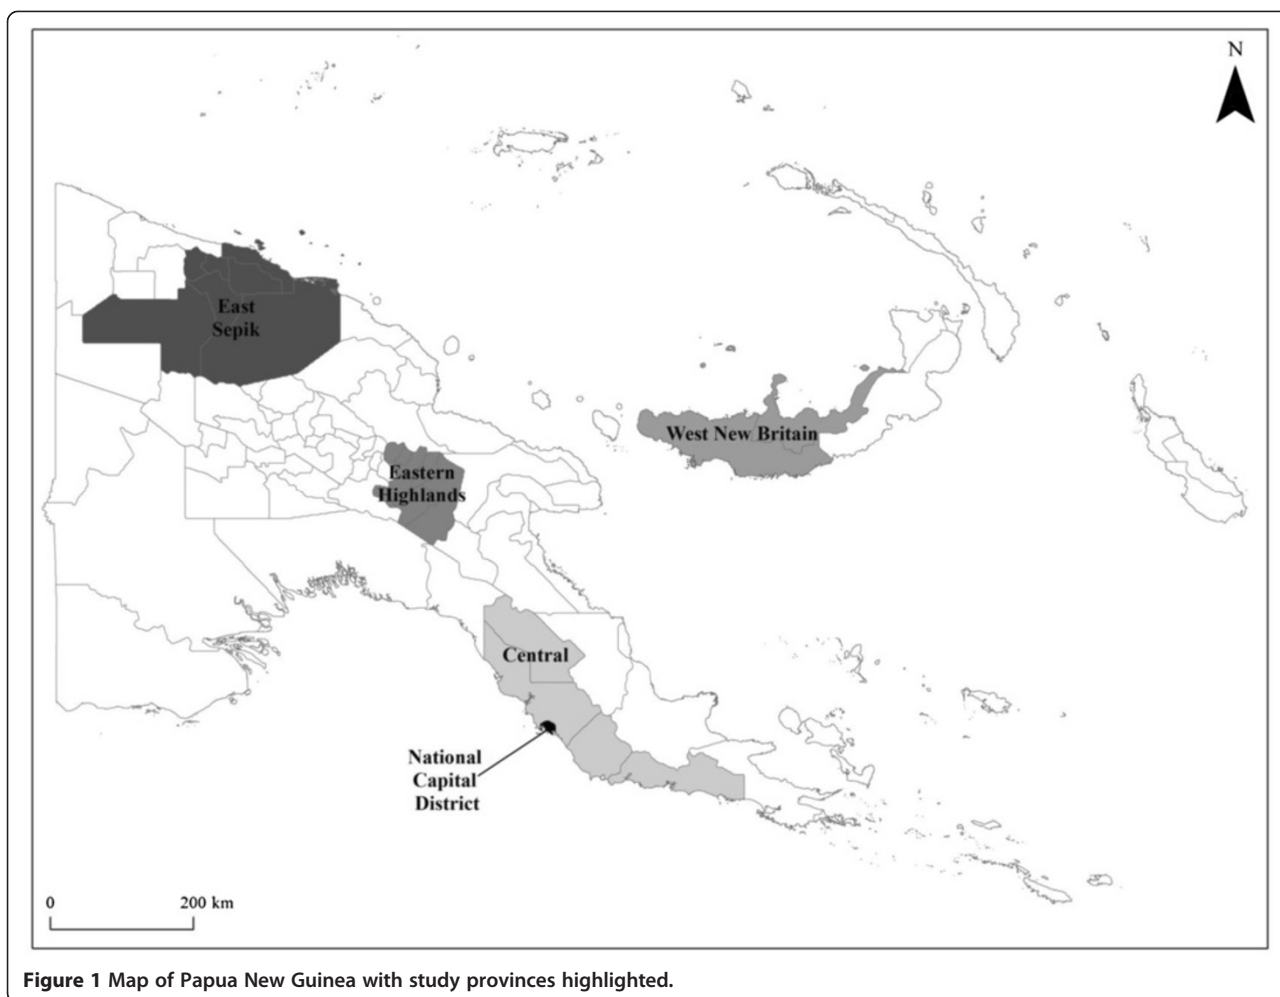 N
East
Sepik
West New Britain
Eastern
Highlands
Central
National
Capital
District
0 200 km
Figure 1 Map of Papua New Guinea with study provinces highlighted.